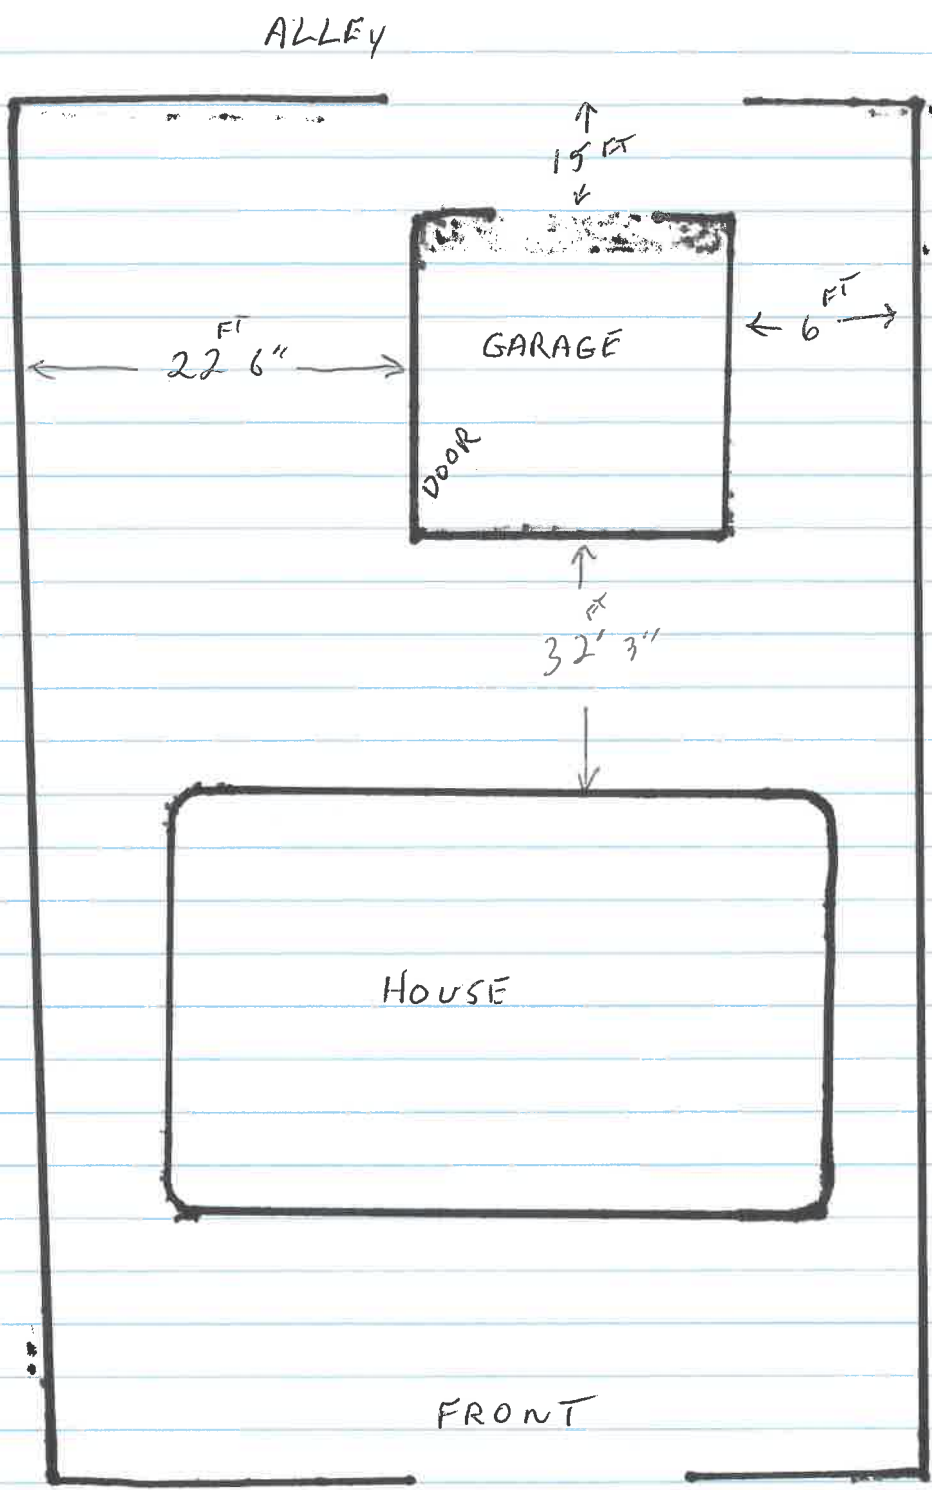 ALLEY
15 FT
FT
6
GARAGE
FT
22 6"
DOOR
FT
32' 3"
HOUSE
FRONT